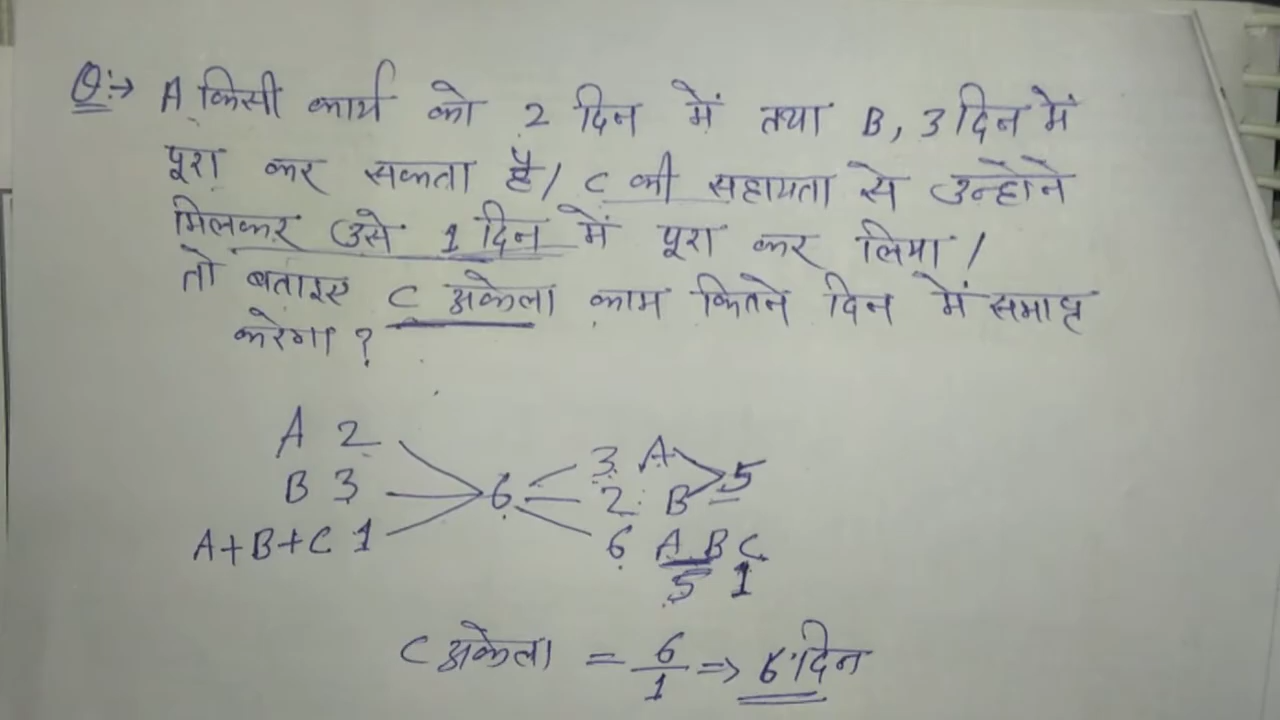 Q:→ A किसी कार्य को 2 दिन में तथा B, 3 दिन में
पूरा कर सकता है/ C की सहायता से उन्होंने
मिलकर उसे 1 दिन में पूरा कर लिया/
तो बताइए C अकेला काम कितने दिन में समाप्त
करेगा ?
A 2
B 3
A+B+C 1
6
3 A
2 B
5
6 A B C
5 1
C अकेला = 6/1 => 6 दिन